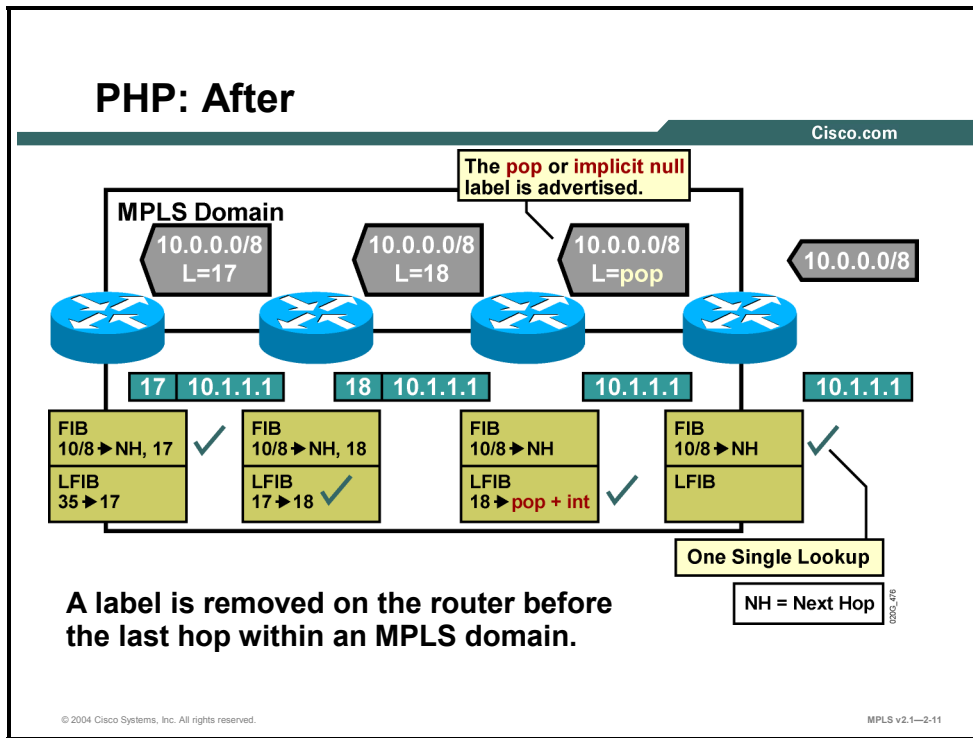 PHP: After
Cisco.com
The pop or implicit null
label is advertised.
MPLS Domain
10.0.0.0/8
L=17
10.0.0.0/8
L=18
10.0.0.0/8
L=pop
10.0.0.0/8
17 10.1.1.1
18 10.1.1.1
10.1.1.1
10.1.1.1
FIB
10/8➔NH, 17
LFIB
35➔17
FIB
10/8➔NH, 18
LFIB
17➔18
FIB
10/8➔NH
LFIB
18➔pop + int
FIB
10/8➔NH
LFIB
One Single Lookup
NH = Next Hop
020G_476
A label is removed on the router before
the last hop within an MPLS domain.
© 2004 Cisco Systems, Inc. All rights reserved.
MPLS v2.1—2-11